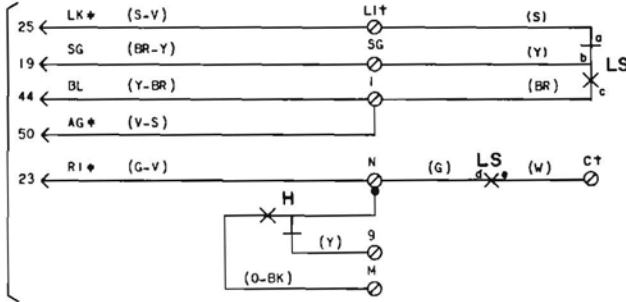 LK* (S-V) L1† (S)
25
a
SG (BR-Y) SG (Y)
19 b LS
BL (Y-BR) 1 (BR) c
44
AG* (V-S)
50
RI* (G-V) N (G) LS (W) C†
23 d e
H
(Y) 9
(O-BK) M